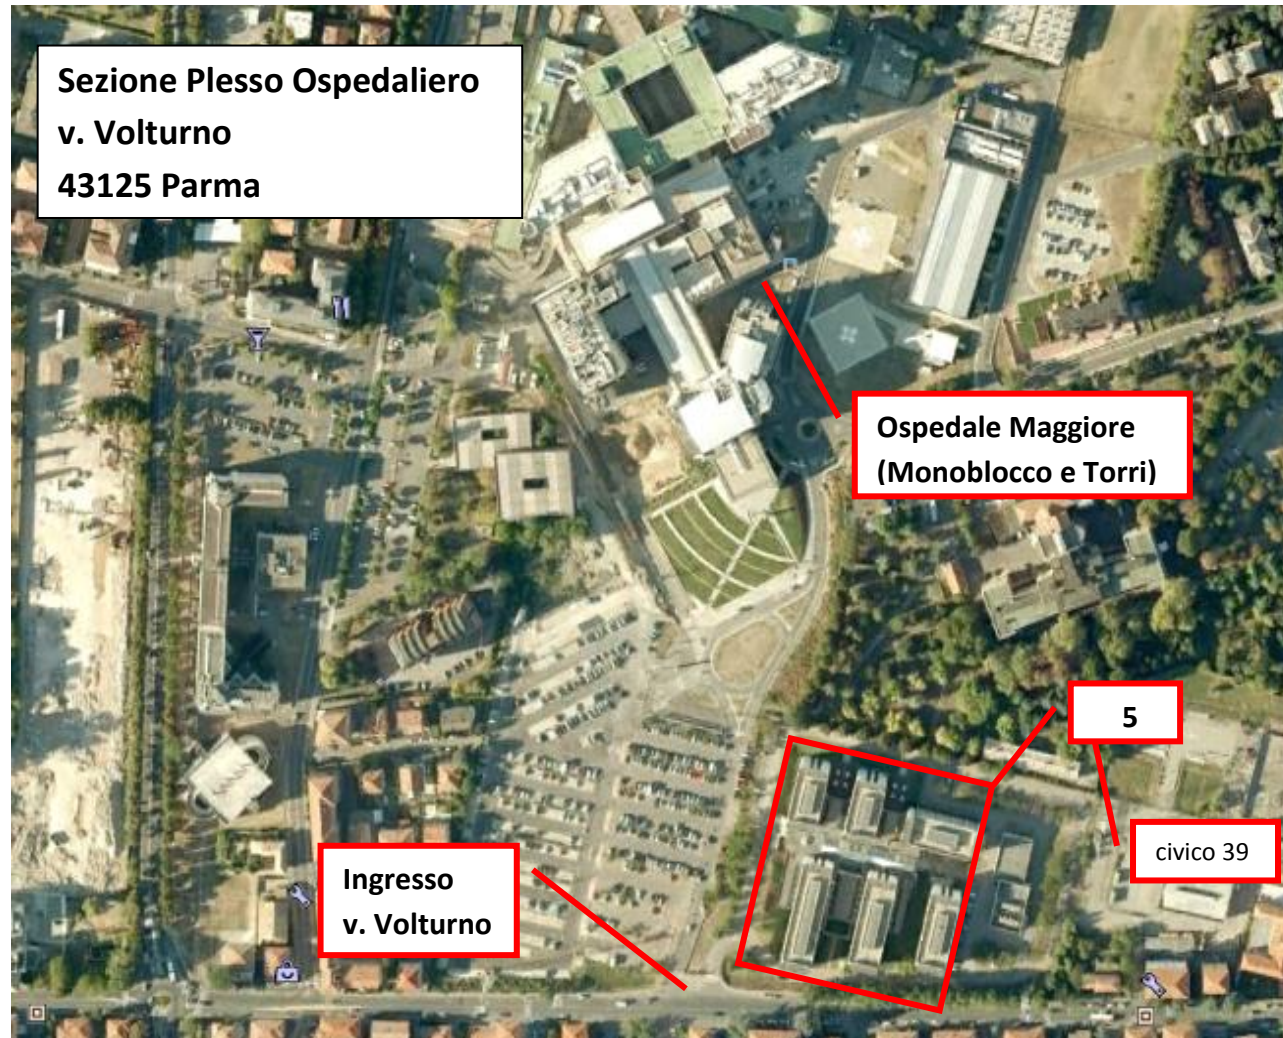 Sezione Plesso Ospedaliero
v. Volturno
43125 Parma
Ospedale Maggiore
(Monoblocco e Torri)
5
civico 39
Ingresso
v. Volturno